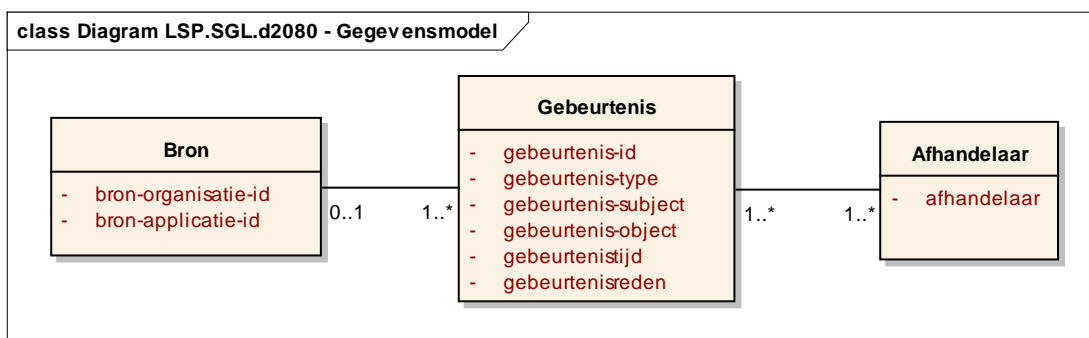 class Diagram LSP.SGL.d2080 - Gegevensmodel
Bron
- bron-organisatie-id
- bron-applicatie-id
0..1
1..*
Gebeurtenis
- gebeurtenis-id
- gebeurtenis-type
- gebeurtenis-subject
- gebeurtenis-object
- gebeurtenistijd
- gebeurtenisreden
1..*
1..*
Afhandelaar
- afhandelaar